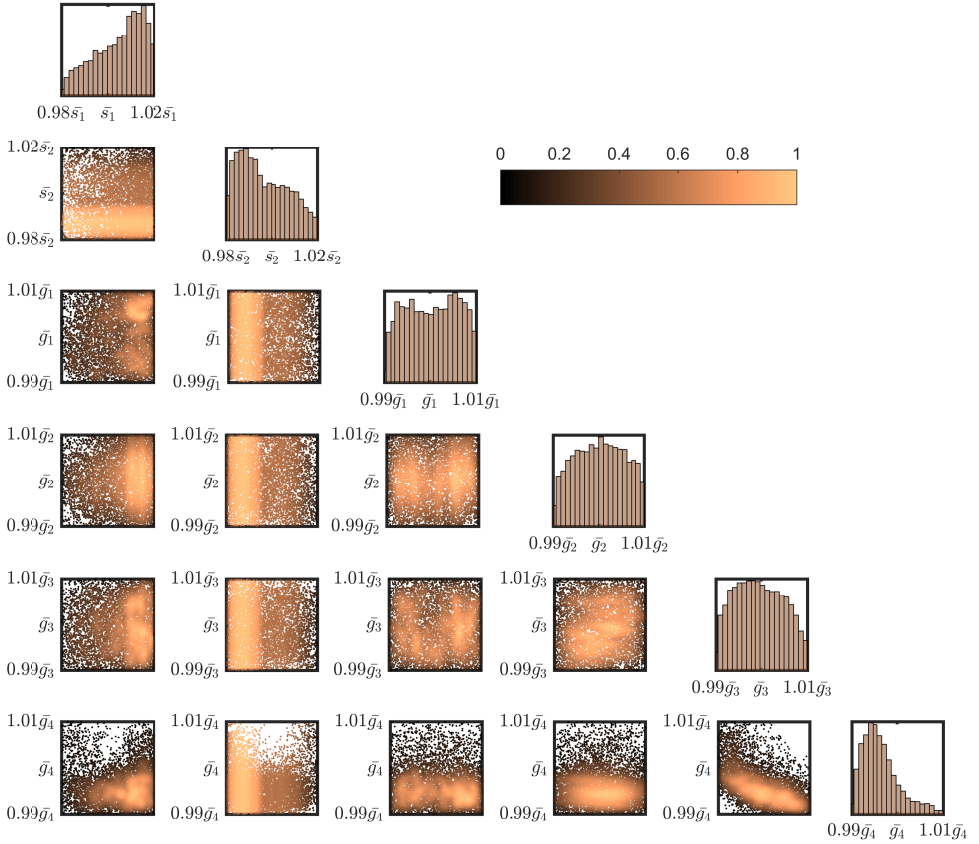 0.98s̄₁ s̄₁ 1.02s̄₁
0 0.2 0.4 0.6 0.8 1
1.02s̄₂
s̄₂
0.98s̄₂
0.98s̄₂ s̄₂ 1.02s̄₂
1.01ḡ₁ 1.01ḡ₁
ḡ₁ ḡ₁
0.99ḡ₁ 0.99ḡ₁
0.99ḡ₁ ḡ₁ 1.01ḡ₁
1.01ḡ₂ 1.01ḡ₂ 1.01ḡ₂
ḡ₂ ḡ₂ ḡ₂
0.99ḡ₂ 0.99ḡ₂ 0.99ḡ₂
0.99ḡ₂ ḡ₂ 1.01ḡ₂
1.01ḡ₃ 1.01ḡ₃ 1.01ḡ₃ 1.01ḡ₃
ḡ₃ ḡ₃ ḡ₃ ḡ₃
0.99ḡ₃ 0.99ḡ₃ 0.99ḡ₃ 0.99ḡ₃
0.99ḡ₃ ḡ₃ 1.01ḡ₃
1.01ḡ₄ 1.01ḡ₄ 1.01ḡ₄ 1.01ḡ₄ 1.01ḡ₄
ḡ₄ ḡ₄ ḡ₄ ḡ₄ ḡ₄
0.99ḡ₄ 0.99ḡ₄ 0.99ḡ₄ 0.99ḡ₄ 0.99ḡ₄
0.99ḡ₄ ḡ₄ 1.01ḡ₄